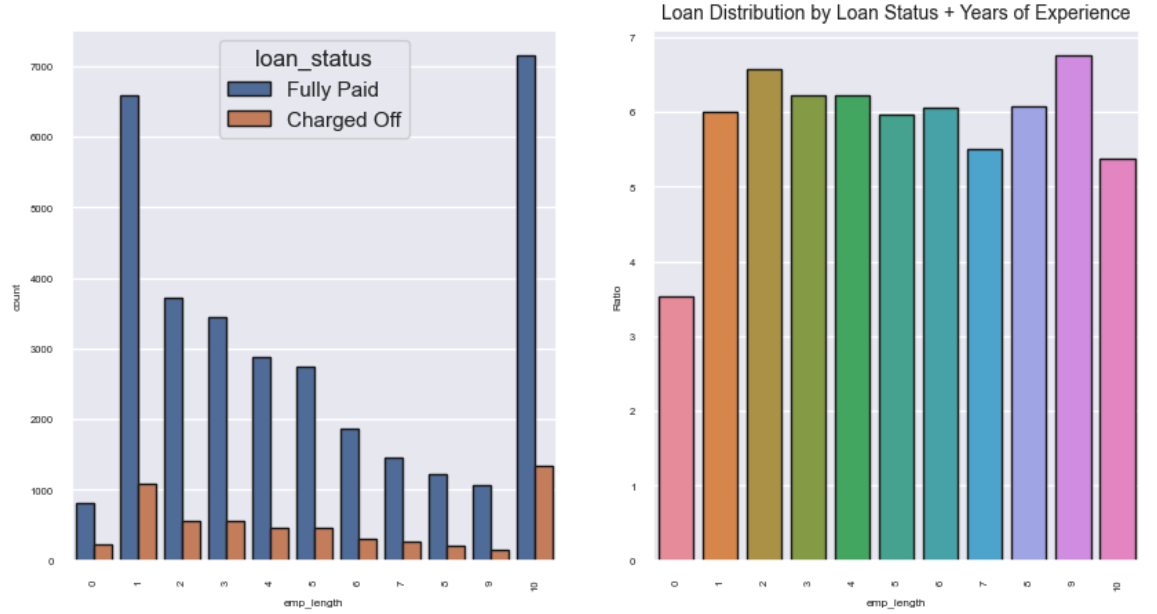 Loan Distribution by Loan Status + Years of Experience
loan_status
Fully Paid
Charged Off
count
7000
6000
5000
4000
3000
2000
1000
0
0 1 2 3 4 5 6 7 8 9 10
emp_length
Ratio
7
6
5
4
3
2
1
0
0 1 2 3 4 5 6 7 8 9 10
emp_length